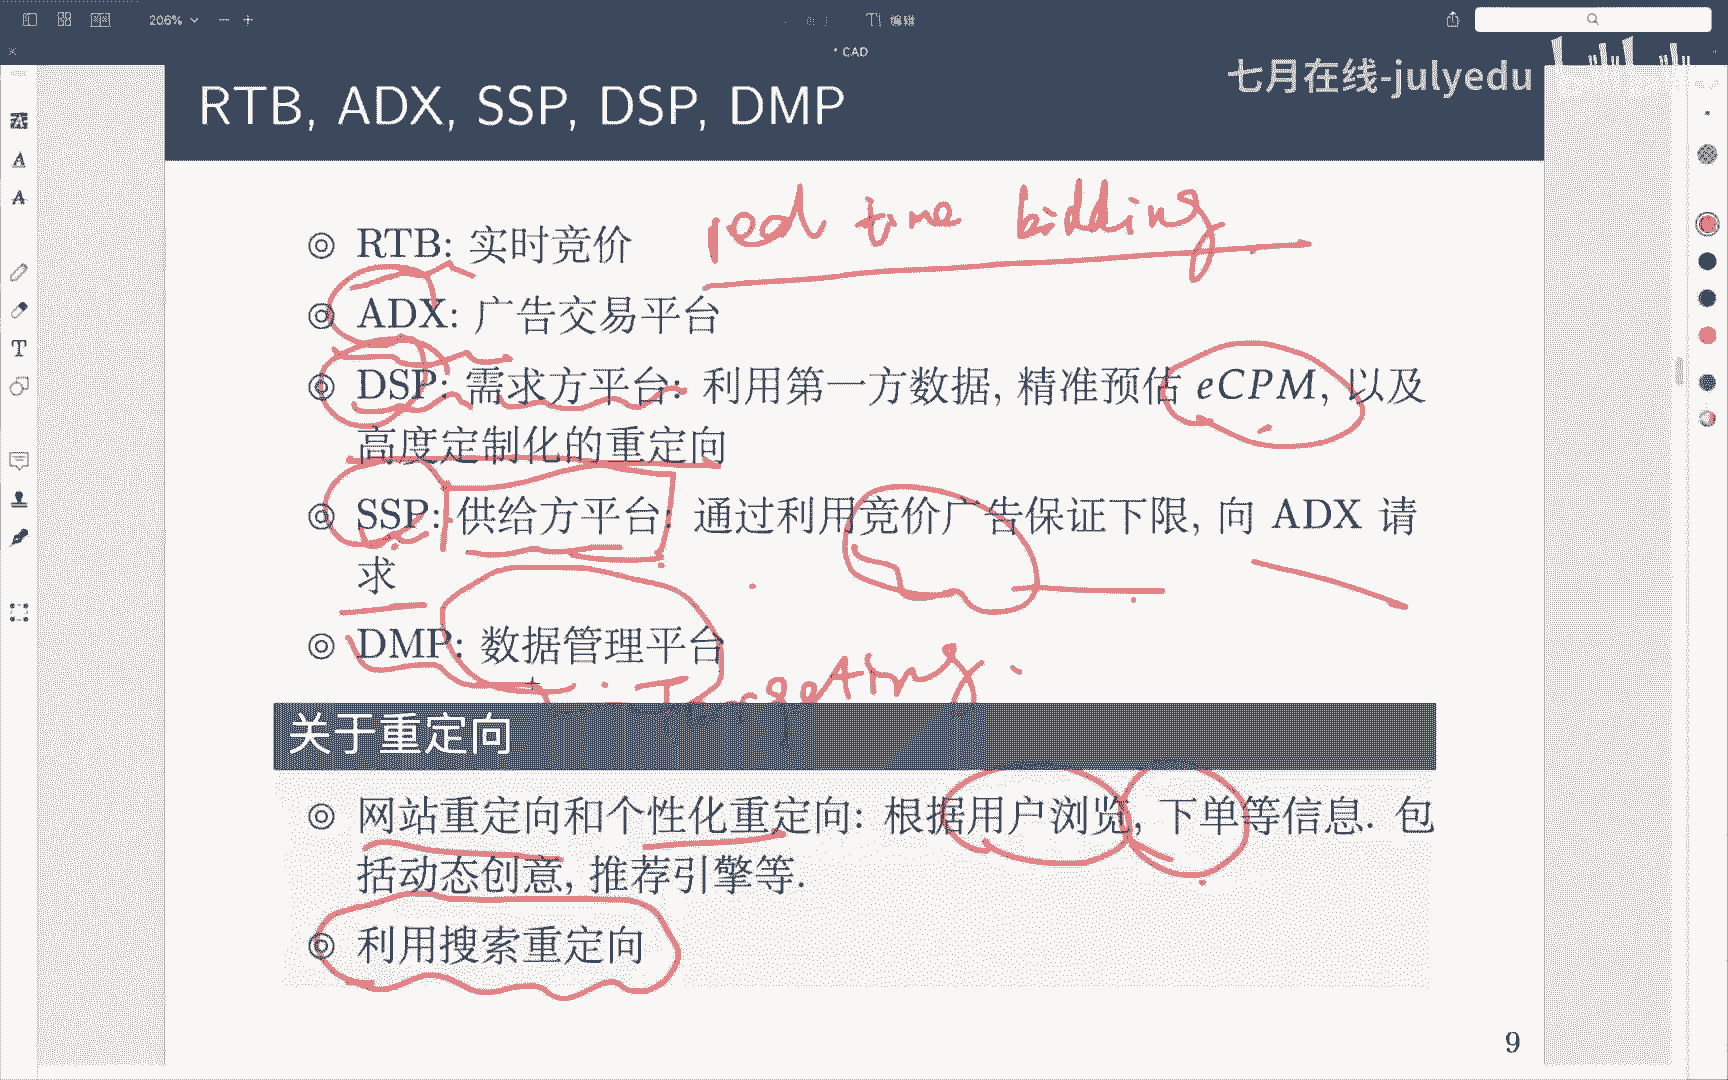 206%
编辑
CAD
七月在线-julyedu
RTB, ADX, SSP, DSP, DMP
RTB: 实时竞价
real time bidding
ADX: 广告交易平台
DSP: 需求方平台: 利用第一方数据, 精准预估 eCPM, 以及
高度定制化的重定向
SSP: 供给方平台: 通过利用竞价广告保证下限, 向 ADX 请
求
DMP: 数据管理平台
Targeting.
关于重定向
网站重定向和个性化重定向: 根据用户浏览, 下单等信息. 包
括动态创意, 推荐引擎等.
利用搜索重定向
9